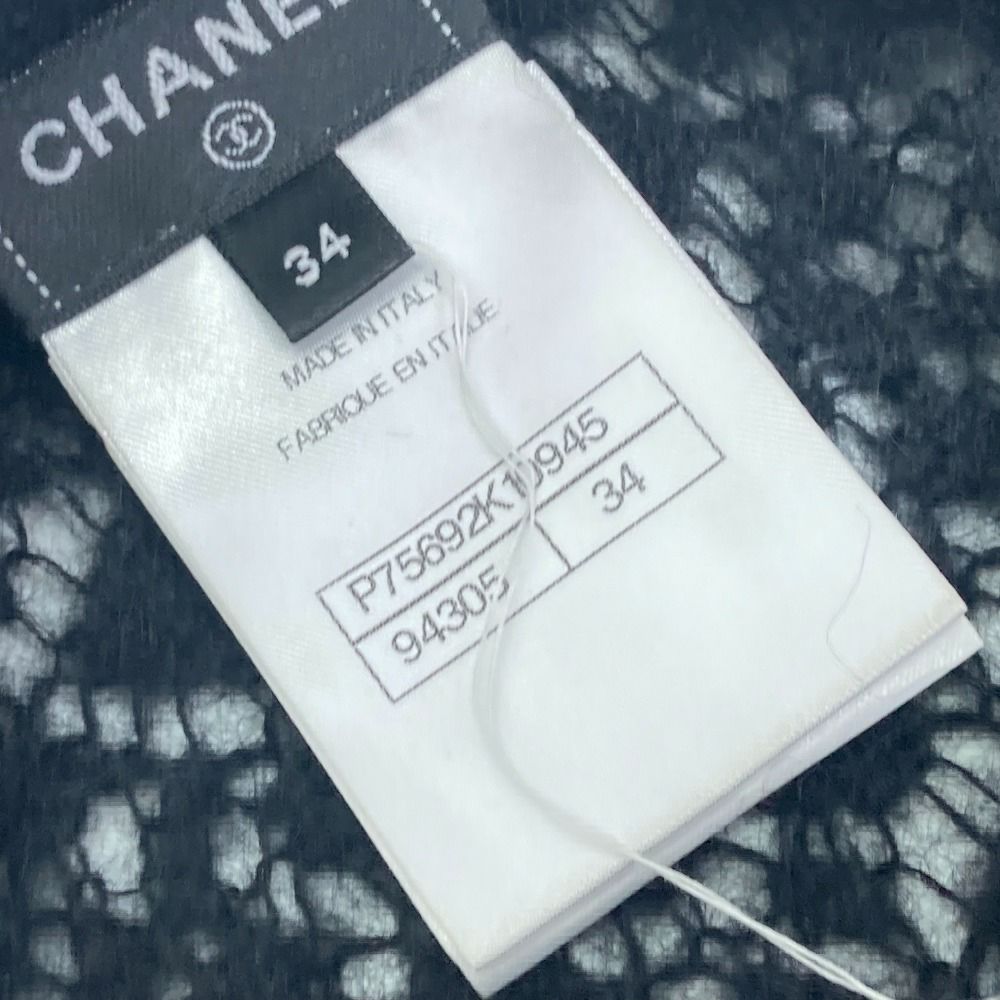 CHANEL
34
MADE IN ITALY
FABRIQUE EN ITALIE
P75692K10945
94305
34